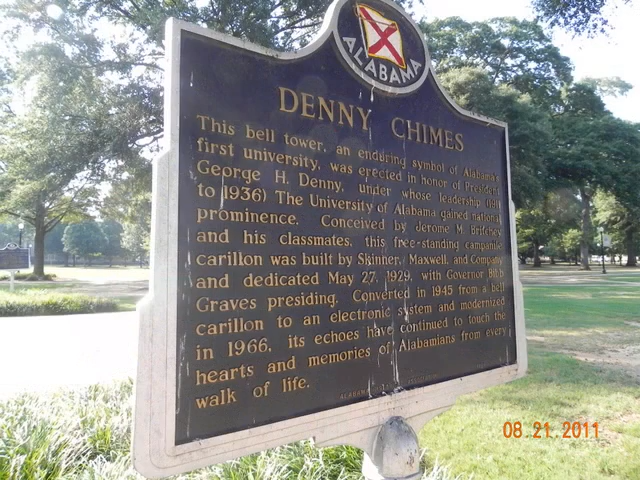 ALABAMA
DENNY CHIMES
This bell tower, an enduring symbol of Alabama's
first university, was erected in honor of President
George H. Denny, under whose leadership (191
to 1936) The University of Alabama gained national
prominence. Conceived by Jerome M. Britchey
and his classmates, this free-standing campanile
carillon was built by Skinner, Maxwell, and Company
and dedicated May 27, 1929, with Governor Bibb
Graves presiding. Converted in 1945 from a bell
carillon to an electronic system and modernized
in 1966, its echoes have continued to touch the
hearts and memories of Alabamians from every
walk of life.
ALABAMA
08.21.2011